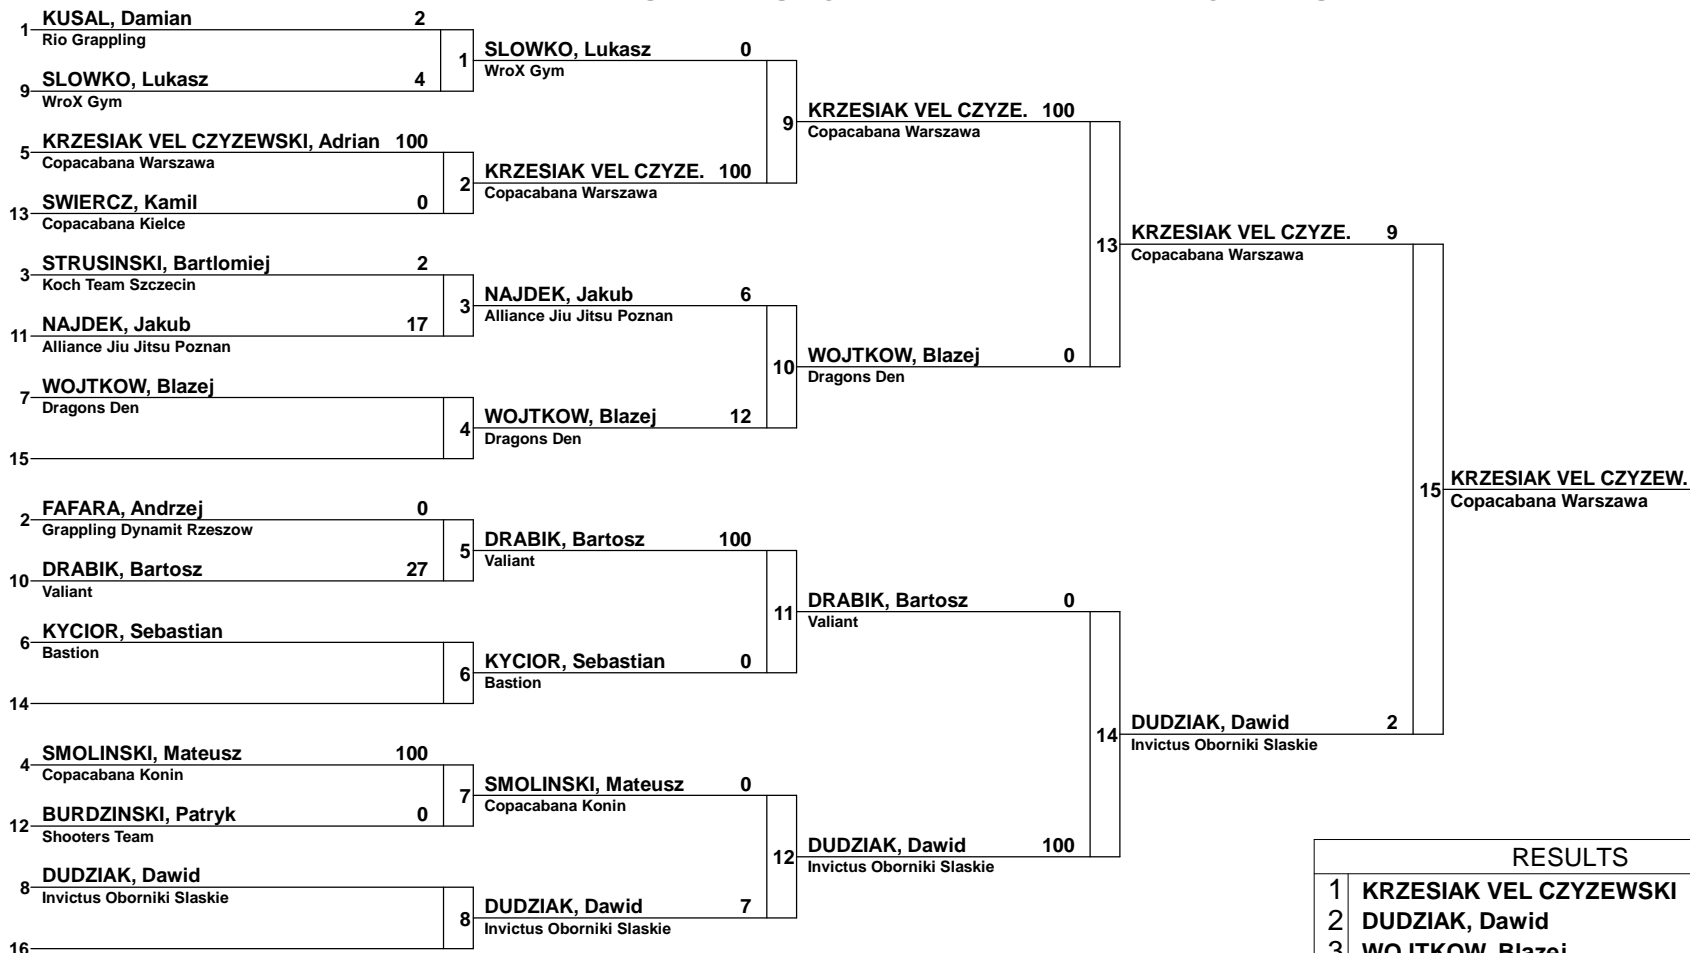 KUSAL, Damian 2
1
Rio Grappling
SLOWKO, Lukasz 4
9
WroX Gym
KRZESIAK VEL CZYZEWSKI, Adrian 100
5
Copacabana Warszawa
SWIERCZ, Kamil 0
13
Copacabana Kielce
STRUSINSKI, Bartlomiej 2
3
Koch Team Szczecin
NAJDEK, Jakub 17
11
Alliance Jiu Jitsu Poznan
WOJTKOW, Blazej
7
Dragons Den
15
FAFARA, Andrzej 0
2
Grappling Dynamit Rzeszow
DRABIK, Bartosz 27
10
Valiant
KYCIOR, Sebastian
6
Bastion
14
SMOLINSKI, Mateusz 100
4
Copacabana Konin
BURDZINSKI, Patryk 0
12
Shooters Team
DUDZIAK, Dawid
8
Invictus Oborniki Slaskie
16
1
SLOWKO, Lukasz 0
WroX Gym
2
KRZESIAK VEL CZYZE. 100
Copacabana Warszawa
3
NAJDEK, Jakub 6
Alliance Jiu Jitsu Poznan
4
WOJTKOW, Blazej 12
Dragons Den
5
DRABIK, Bartosz 100
Valiant
6
KYCIOR, Sebastian 0
Bastion
7
SMOLINSKI, Mateusz 0
Copacabana Konin
8
DUDZIAK, Dawid 7
Invictus Oborniki Slaskie
9
KRZESIAK VEL CZYZE. 100
Copacabana Warszawa
10
WOJTKOW, Blazej 0
Dragons Den
11
DRABIK, Bartosz 0
Valiant
12
DUDZIAK, Dawid 100
Invictus Oborniki Slaskie
13
KRZESIAK VEL CZYZE. 9
Copacabana Warszawa
14
DUDZIAK, Dawid 2
Invictus Oborniki Slaskie
15
KRZESIAK VEL CZYZEW.
Copacabana Warszawa
RESULTS
1 KRZESIAK VEL CZYZEWSKI
2 DUDZIAK, Dawid
3 WOJTKOW, Blazej